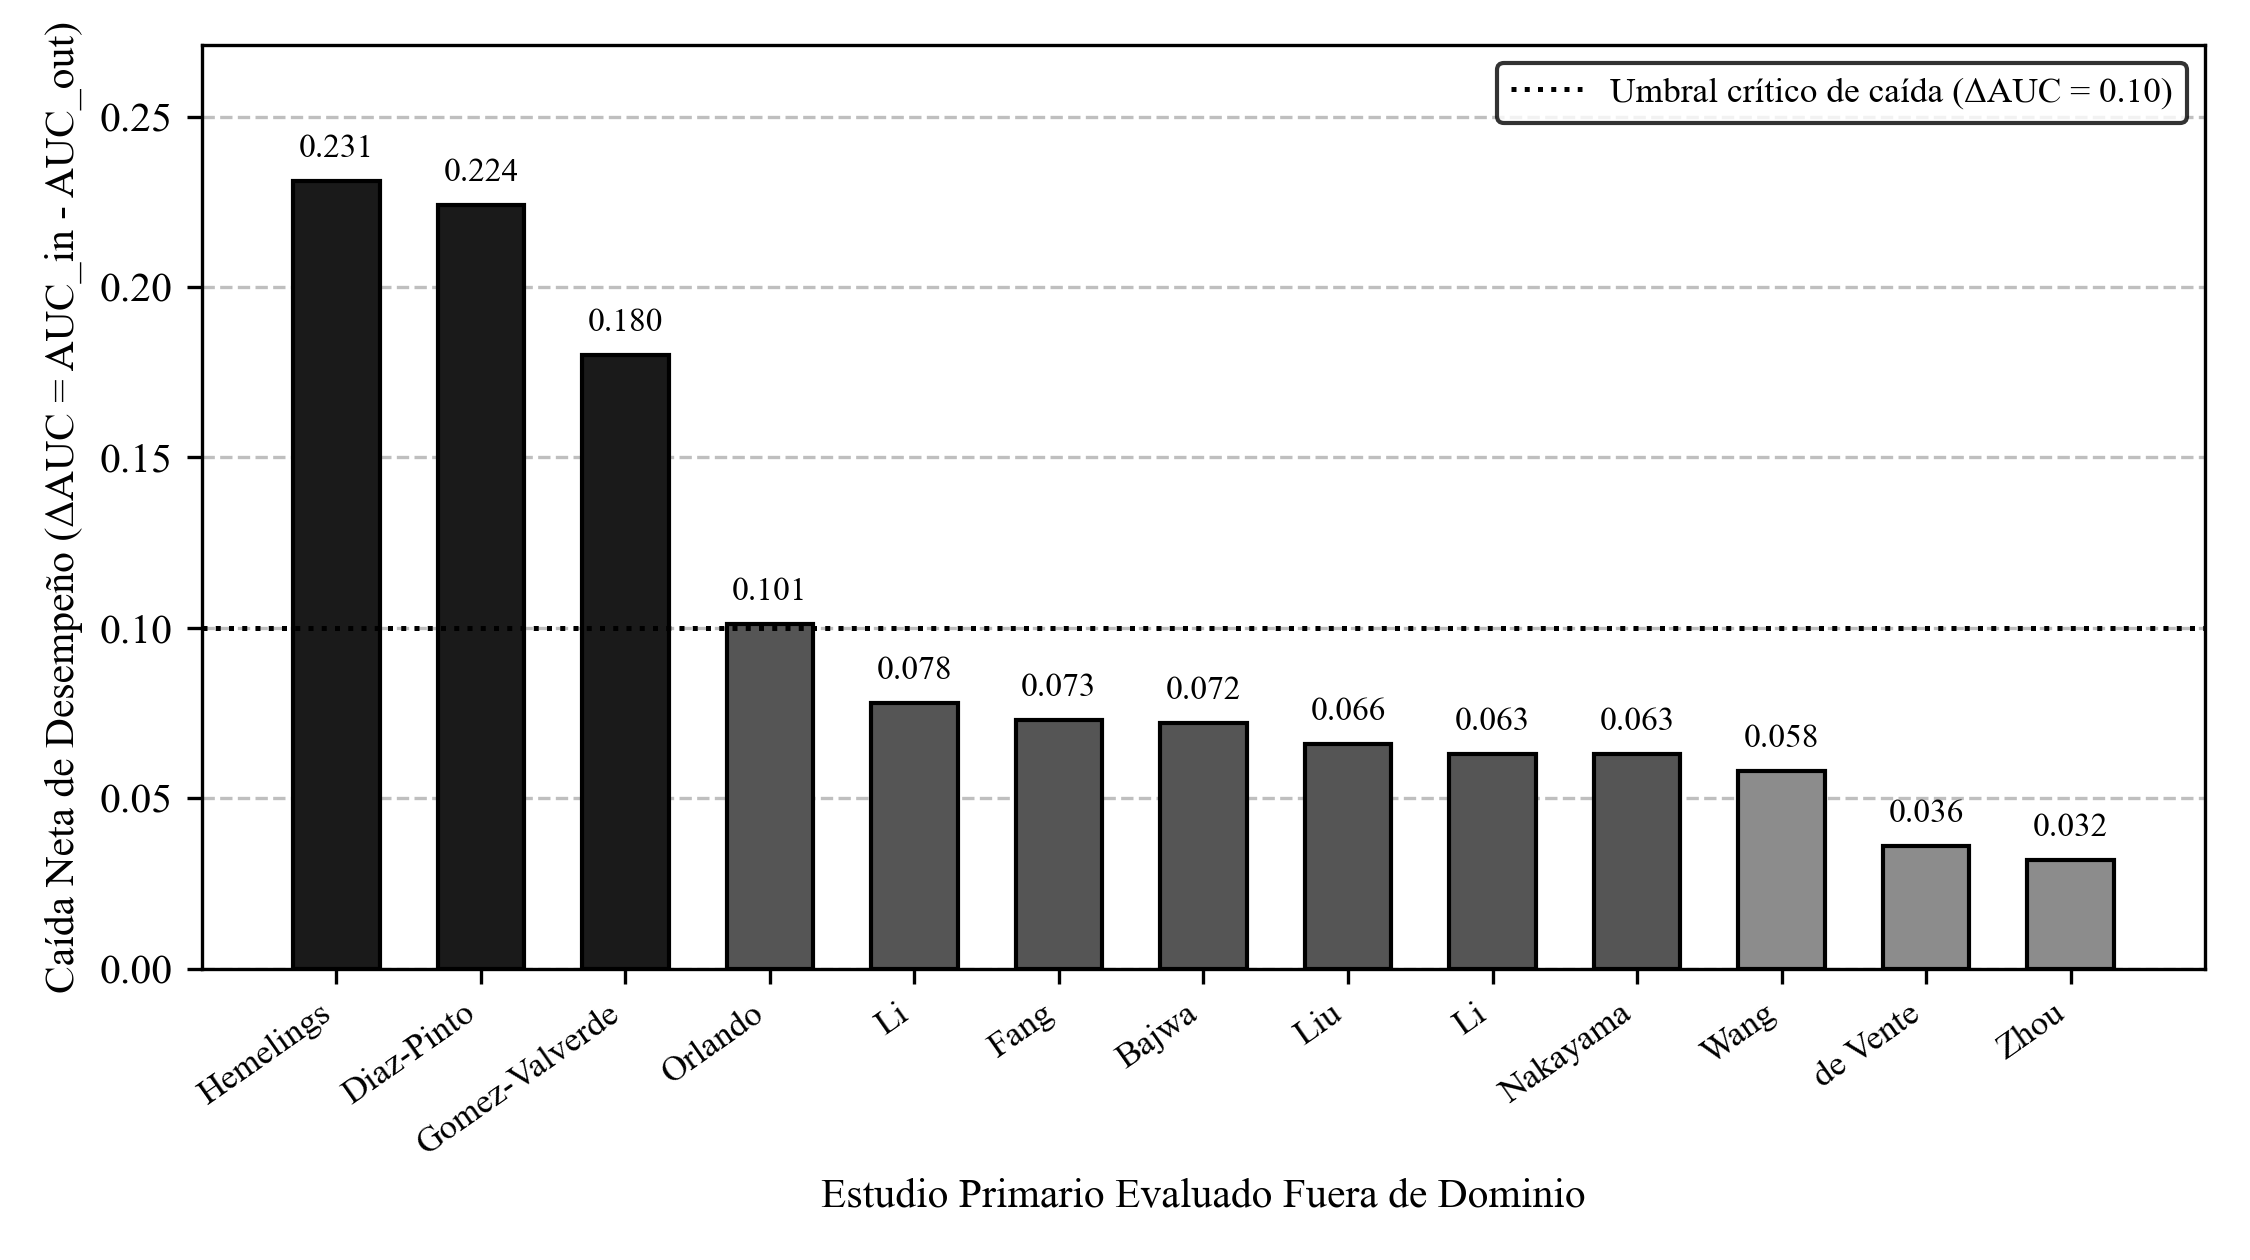 Caída Neta de Desempeño (ΔAUC = AUC_in - AUC_out)
0.25
0.20
0.15
0.10
0.05
0.00
Umbral crítico de caída (ΔAUC = 0.10)
0.231
0.224
0.180
0.101
0.078
0.073
0.072
0.066
0.063
0.063
0.058
0.036
0.032
Hemelings
Diaz-Pinto
Gomez-Valverde
Orlando
Li
Fang
Bajwa
Liu
Li
Nakayama
Wang
de Vente
Zhou
Estudio Primario Evaluado Fuera de Dominio